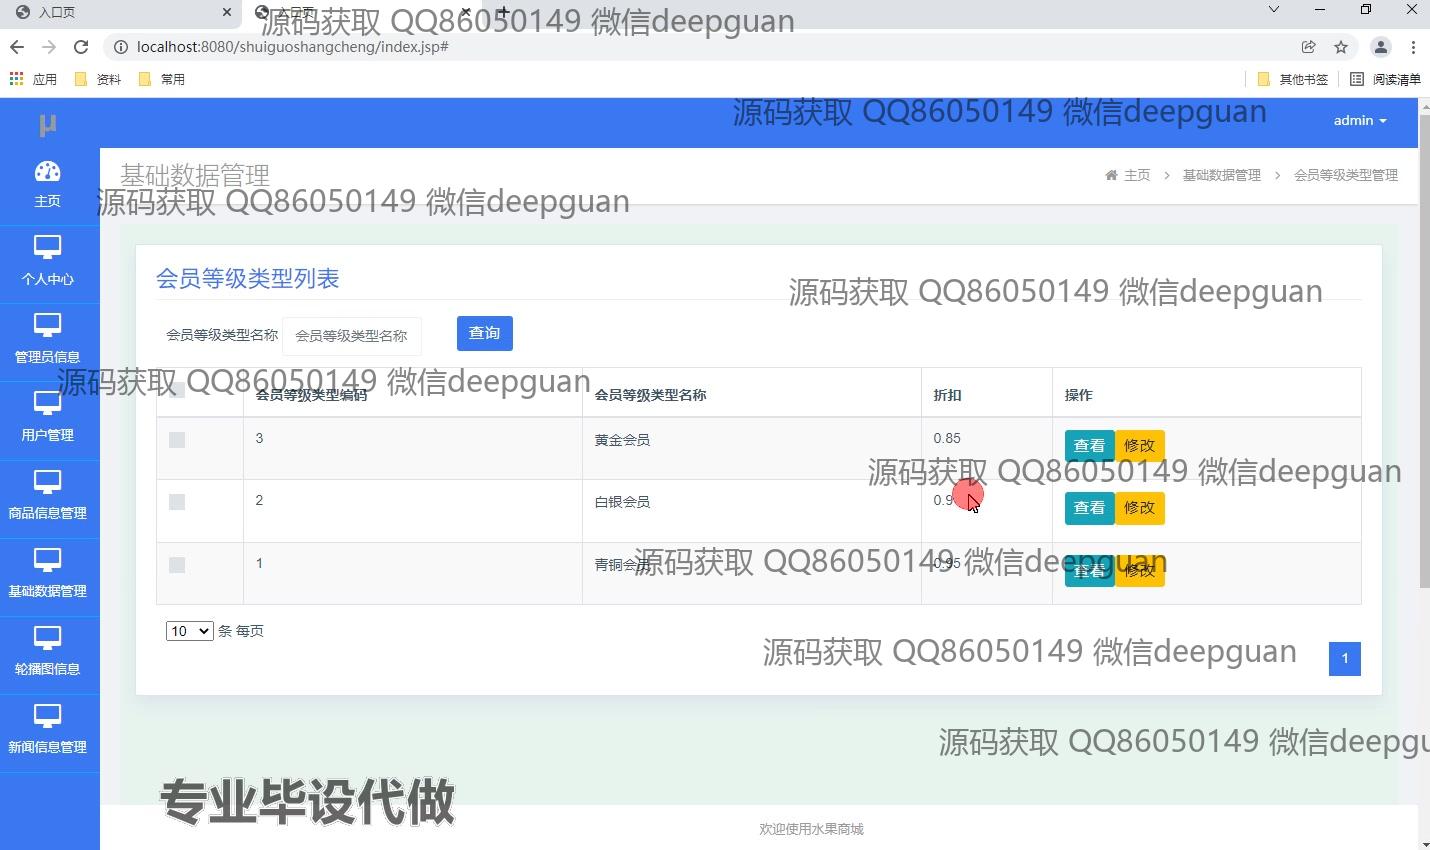 入口页
入口页
源码获取 QQ86050149 微信deepguan
localhost:8080/shuiguoshangcheng/index.jsp#
应用
资料
常用
其他书签
阅读清单
μ
源码获取 QQ86050149 微信deepguan
admin
主页
个人中心
管理员信息
用户管理
商品信息管理
基础数据管理
轮播图信息
新闻信息管理
基础数据管理
主页 > 基础数据管理 > 会员等级类型管理
源码获取 QQ86050149 微信deepguan
会员等级类型列表
源码获取 QQ86050149 微信deepguan
会员等级类型名称 会员等级类型名称 查询
源码获取 QQ86050149 微信deepguan
会员等级类型编码 会员等级类型名称 折扣 操作
3 黄金会员 0.85 查看 修改
源码获取 QQ86050149 微信deepguan
2 白银会员 0.9 查看 修改
1 青铜会员 0.95 查看 修改
源码获取 QQ86050149 微信deepguan
10 条 每页
源码获取 QQ86050149 微信deepguan
1
源码获取 QQ86050149 微信deepgu
专业毕设代做
欢迎使用水果商城